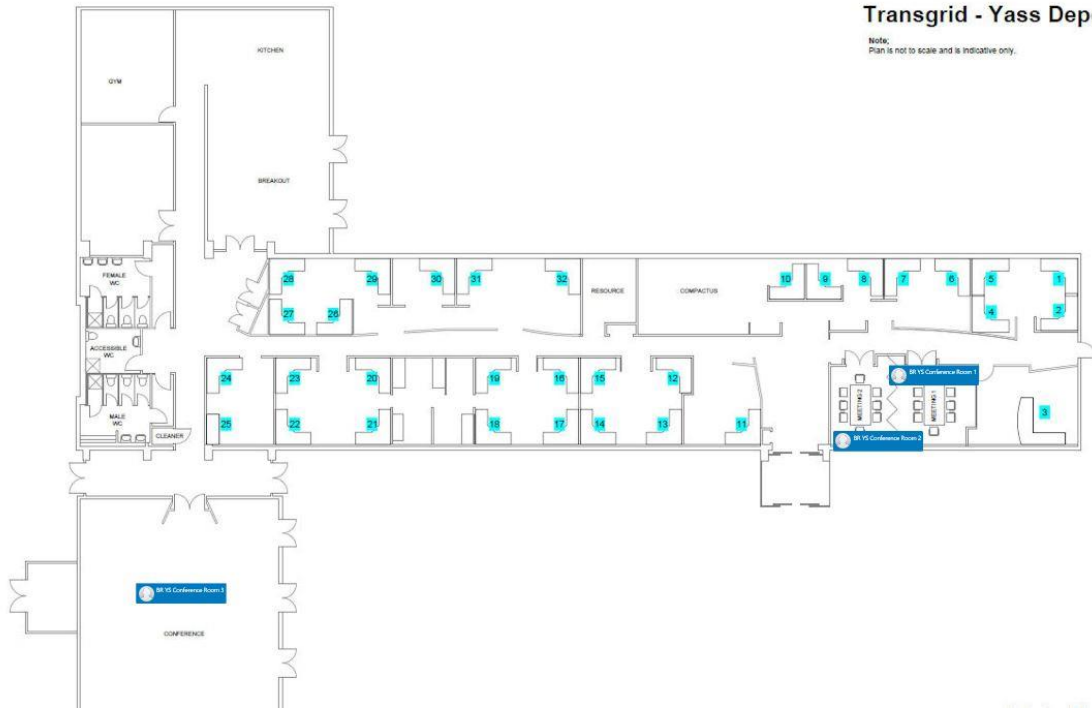 Transgrid - Yass Dep
Note;
Plan is not to scale and is indicative only.
KITCHEN
GYM
BREAKOUT
FEMALE
WC
28
29
30
31
32
RESOURCE
COMPACTUS
10
9
8
7
6
5
1
27
26
4
2
ACCESSIBLE
WC
24
23
20
19
16
15
12
BR YS Conference Room 1
MEETING 2
MEETING 1
3
MALE
WC
CLEANER
25
22
21
18
17
14
13
11
BR YS Conference Room 2
BR YS Conference Room 3
CONFERENCE